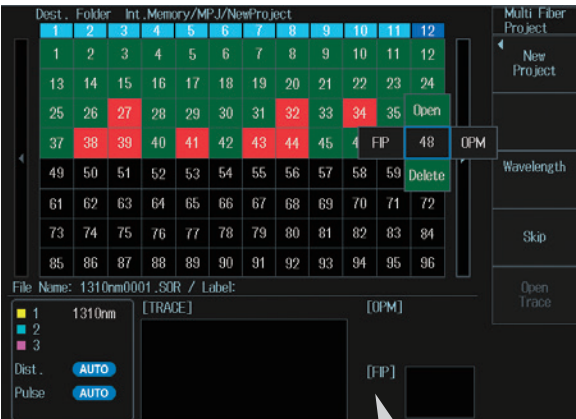 Dest. Folder Int.Memory/MPJ/NewProject
Multi Fiber
Project
1 2 3 4 5 6 7 8 9 10 11 12
1 2 3 4 5 6 7 8 9 10 11 12
New
Project
13 14 15 16 17 18 19 20 21 22 23 24
25 26 27 28 29 30 31 32 33 34 35 Open
37 38 39 40 41 42 43 44 45 4 FIP 48 OPM
49 50 51 52 53 54 55 56 57 58 59 Delete
Wavelength
61 62 63 64 65 66 67 68 69 70 71 72
73 74 75 76 77 78 79 80 81 82 83 84
Skip
85 86 87 88 89 90 91 92 93 94 95 96
File Name: 1310nm0001.SOR / Label:
Open
Trace
1 1310nm
[TRACE]
[OPM]
2
3
Dist. AUTO
[FIP]
Pulse AUTO